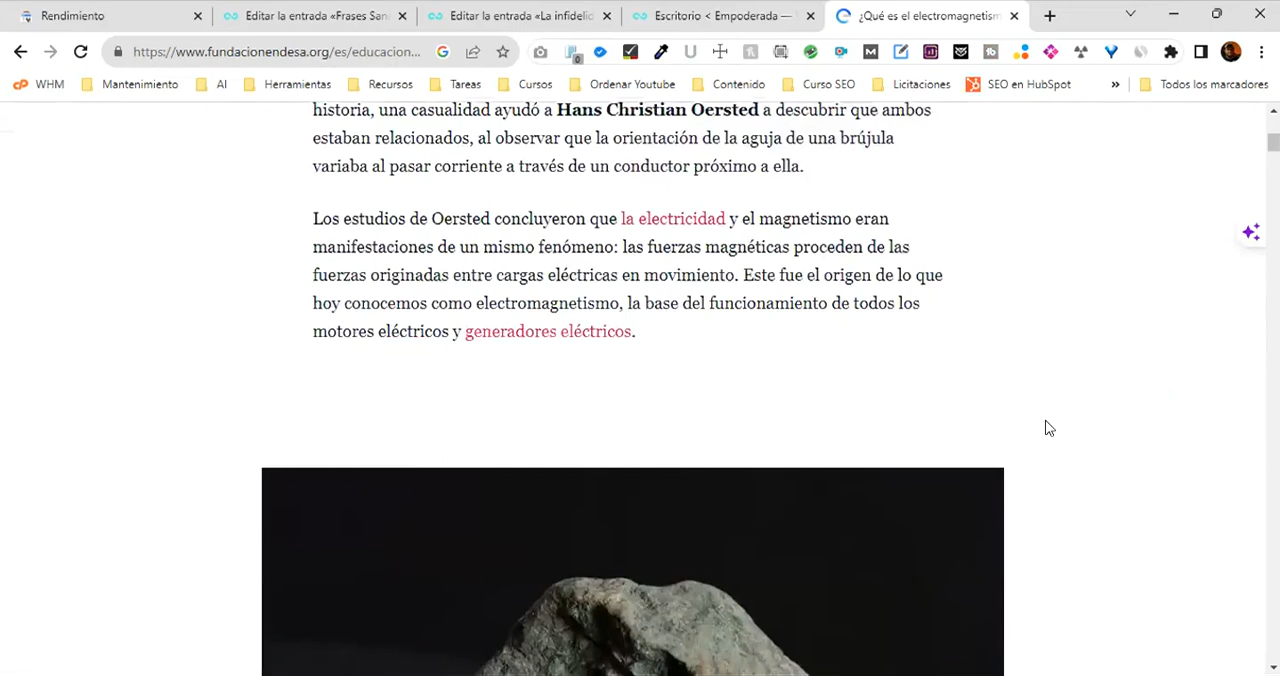 Rendimiento
Editar la entrada «Frases San
Editar la entrada «La infidelid
Escritorio < Empoderada —
¿Qué es el electromagnetism
https://www.fundacionendesa.org/es/educacion...
0
WHM
Mantenimiento
AI
Herramientas
Recursos
Tareas
Cursos
Ordenar Youtube
Contenido
Curso SEO
Licitaciones
SEO en HubSpot
»
Todos los marcadores
historia, una casualidad ayudó a Hans Christian Oersted a descubrir que ambos
estaban relacionados, al observar que la orientación de la aguja de una brújula
variaba al pasar corriente a través de un conductor próximo a ella.
Los estudios de Oersted concluyeron que la electricidad y el magnetismo eran
manifestaciones de un mismo fenómeno: las fuerzas magnéticas proceden de las
fuerzas originadas entre cargas eléctricas en movimiento. Este fue el origen de lo que
hoy conocemos como electromagnetismo, la base del funcionamiento de todos los
motores eléctricos y generadores eléctricos.